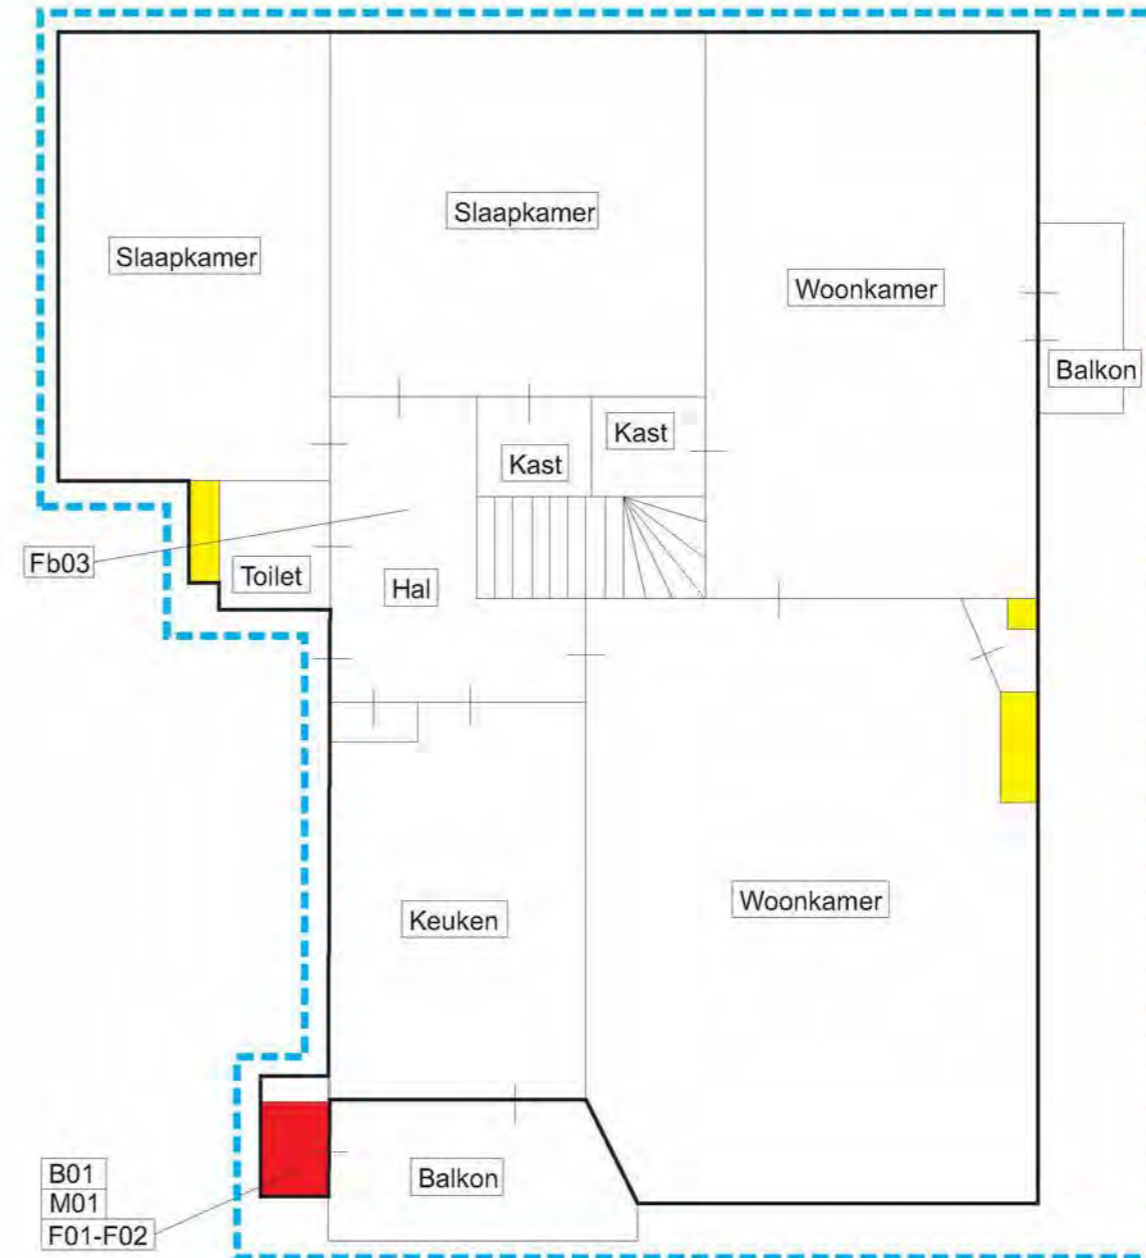 Slaapkamer
Slaapkamer
Woonkamer
Balkon
Kast
Kast
Fb03
Toilet
Hal
Woonkamer
Keuken
Balkon
B01
M01
F01-F02